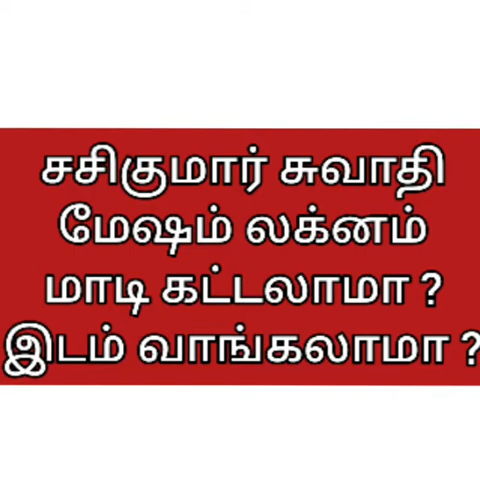 சசிகுமார் சுவாதி
மேஷம் லக்னம்
மாடி கட்டலாமா ?
இடம் வாங்கலாமா ?